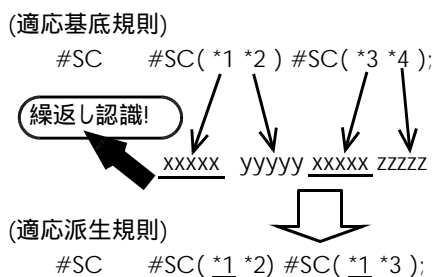 (適応基底規則)
#SC #SC( *1 *2 ) #SC( *3 *4 );
繰返し認識!
xxxxx yyyyy xxxxx zzzzz
(適応派生規則)
#SC #SC( *1 *2) #SC( *1 *3 );